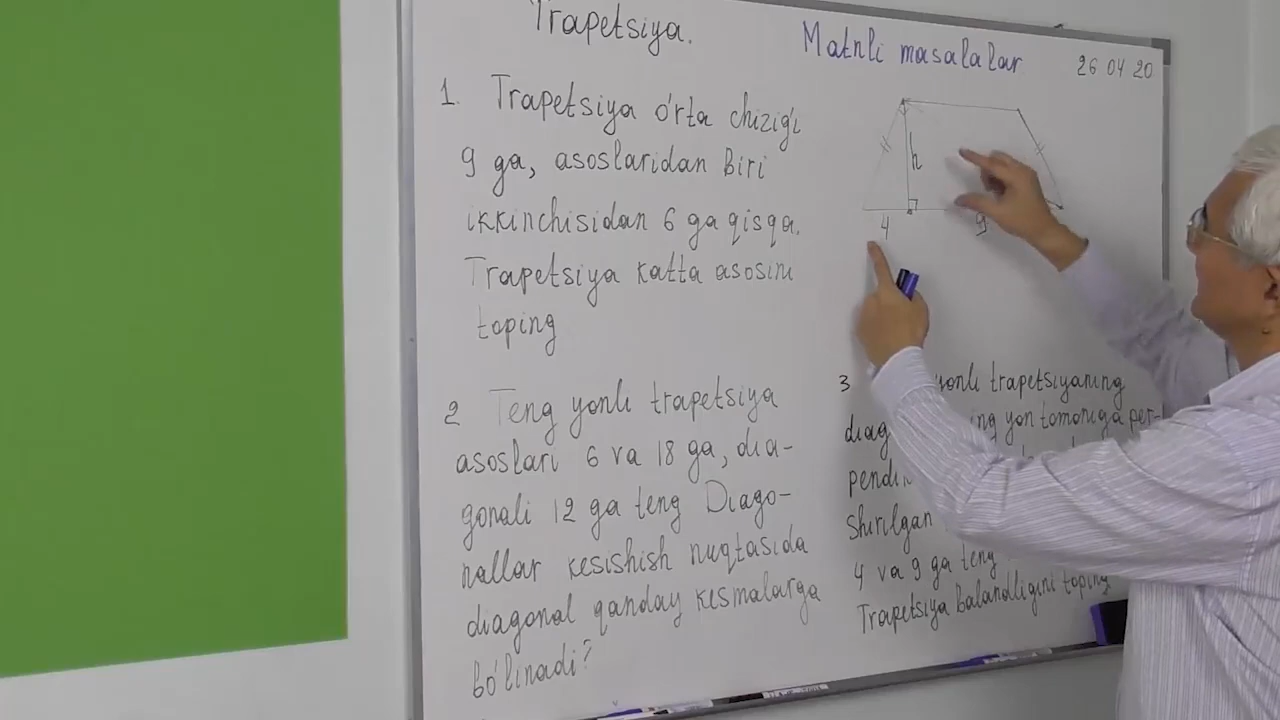 Trapetsiya.
Matnli masalalar
26 04 20
1. Trapetsiya o'rta chizig'i
9 ga, asoslaridan Biri
ikkinchisidan 6 ga qisqa.
Trapetsiya katta asosini
toping
2 Teng yonli trapetsiya
asoslari 6 va 18 ga, dia-
gonali 12 ga teng Diago-
nallar kesishish nuqtasida
diagonal qanday kesmalarga
bo'linadi?
h
4
9
3 yonli trapetsiyaning
diag ing yon tomoniga per-
pendi
shirilgan
4 va 9 ga teng
Trapetsiya balandligini toping